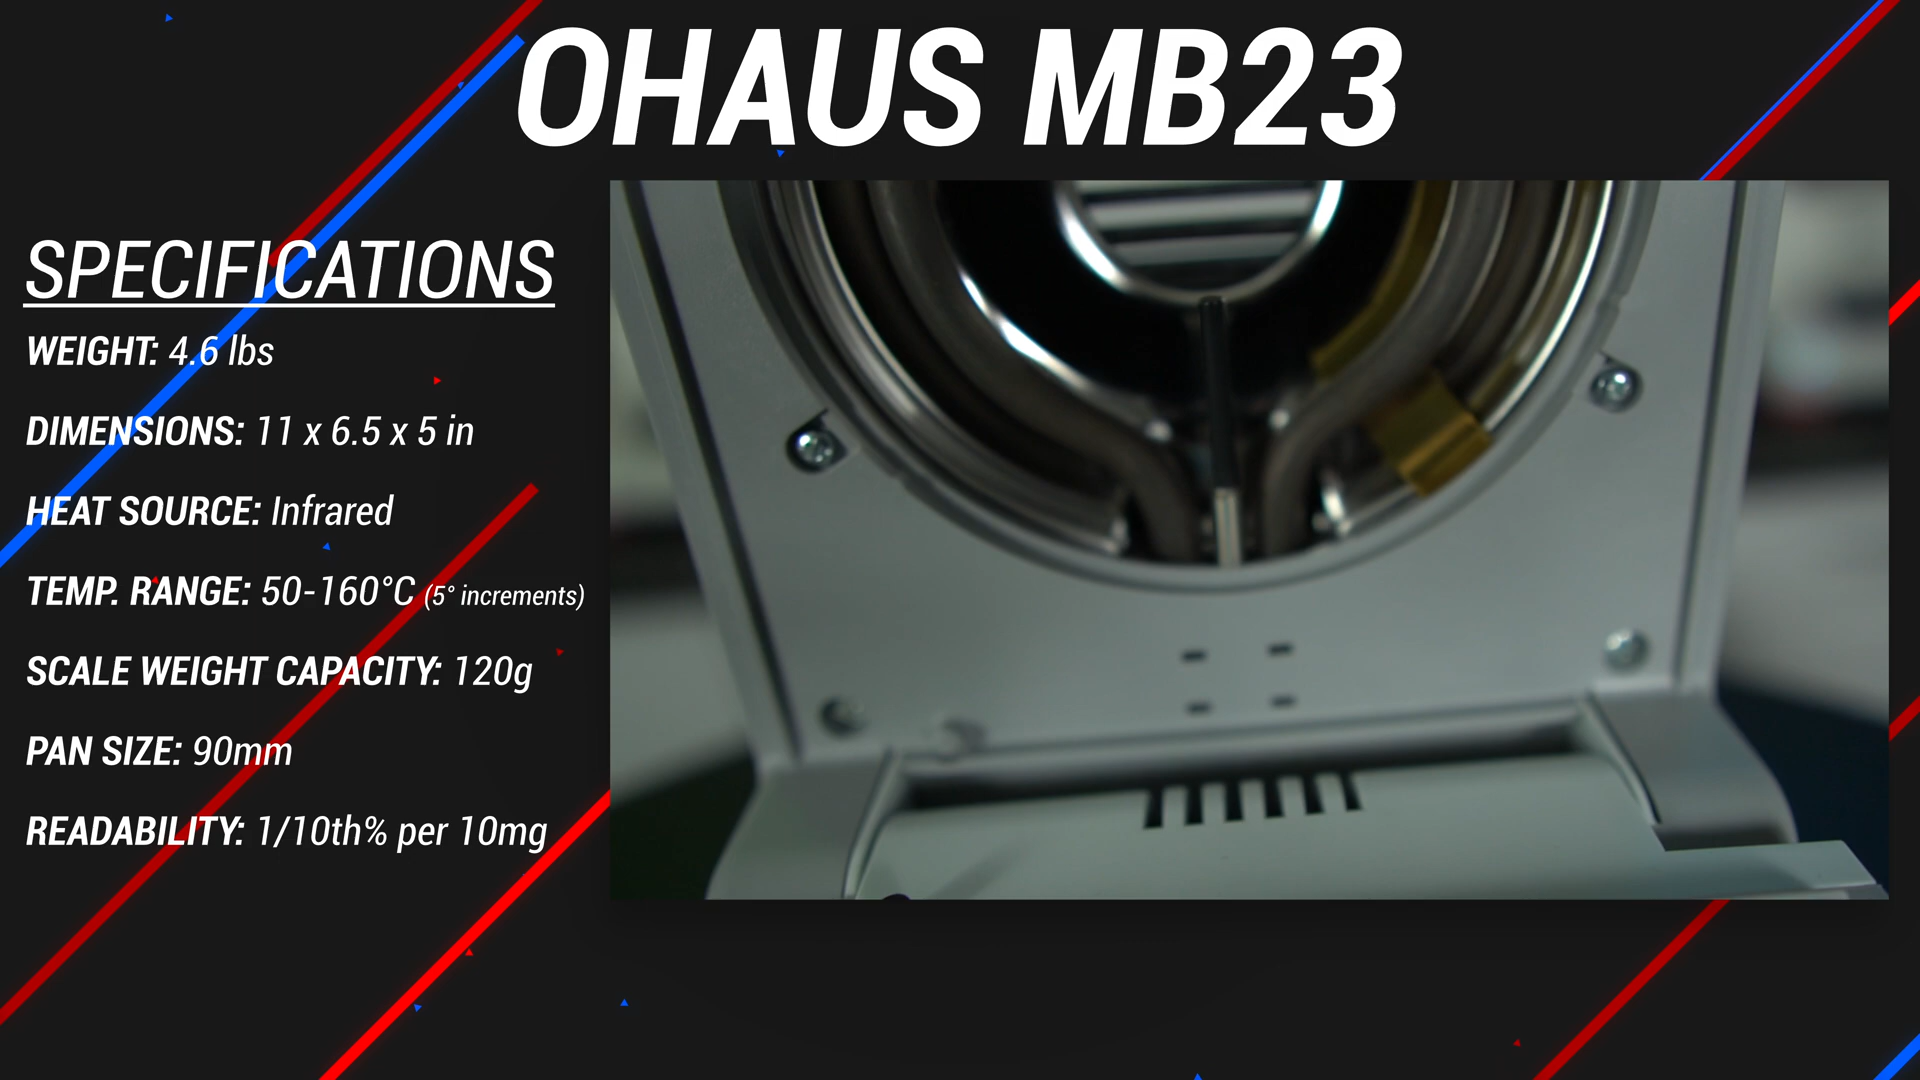 OHAUS MB23
SPECIFICATIONS
WEIGHT: 4.6 lbs
DIMENSIONS: 11 x 6.5 x 5 in
HEAT SOURCE: Infrared
TEMP. RANGE: 50-160°C (5° increments)
SCALE WEIGHT CAPACITY: 120g
PAN SIZE: 90mm
READABILITY: 1/10th% per 10mg